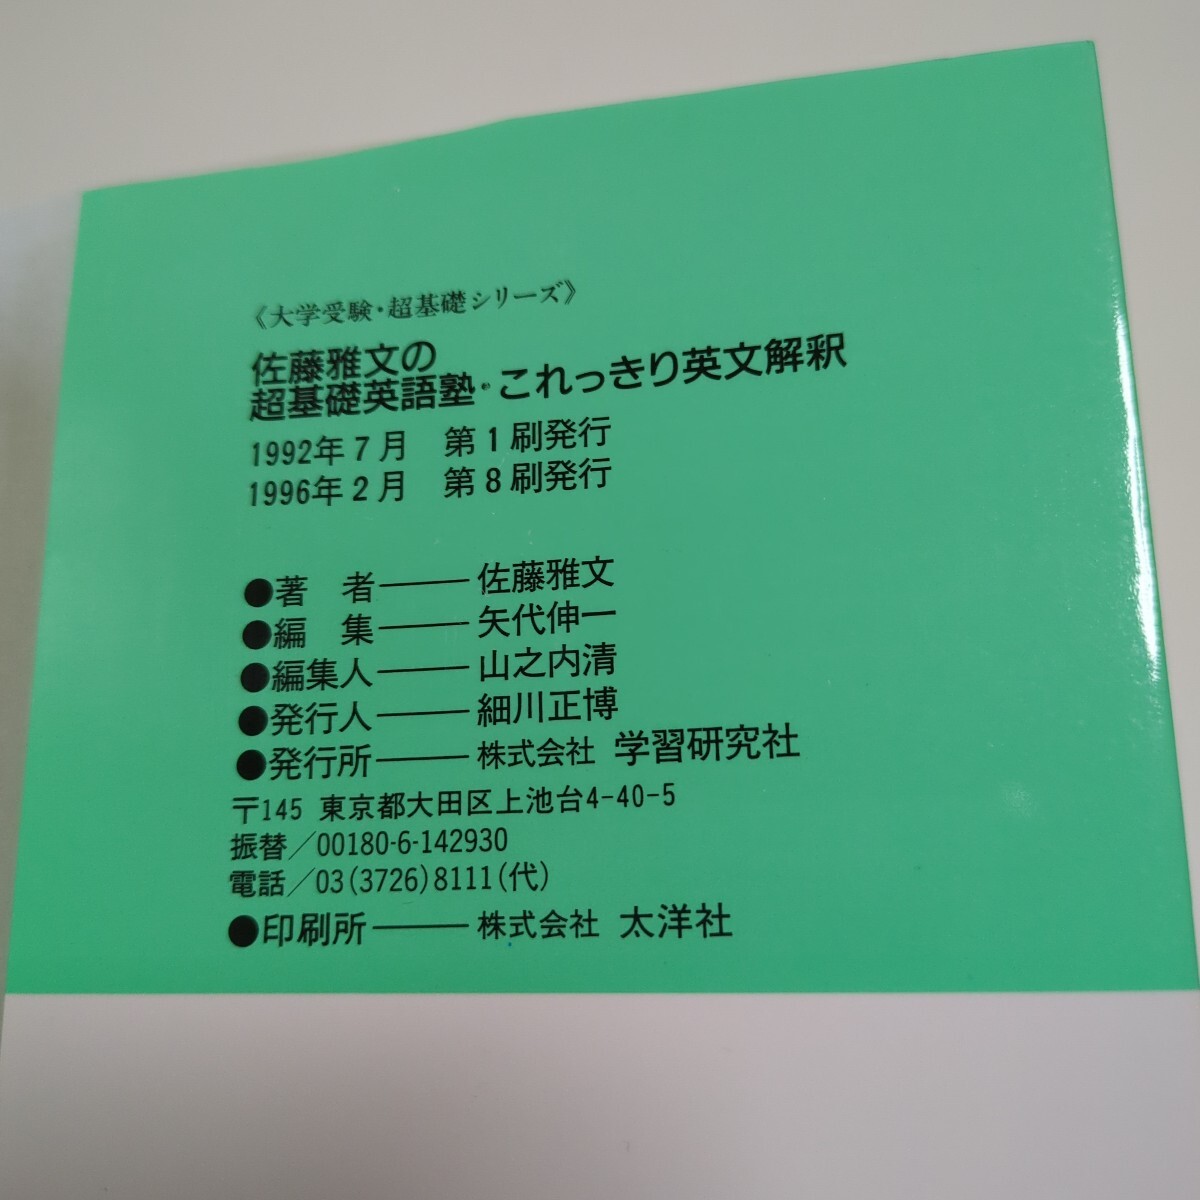 《大学受験・超基礎シリーズ》
佐藤雅文の
超基礎英語塾・これっきり英文解釈
1992年7月 第1刷発行
1996年2月 第8刷発行
●著 者――佐藤雅文
●編 集――矢代伸一
●編集人――山之内清
●発行人――細川正博
●発行所――株式会社 学習研究社
〒145 東京都大田区上池台4-40-5
振替/00180-6-142930
電話/03(3726)8111(代)
●印刷所――株式会社 太洋社